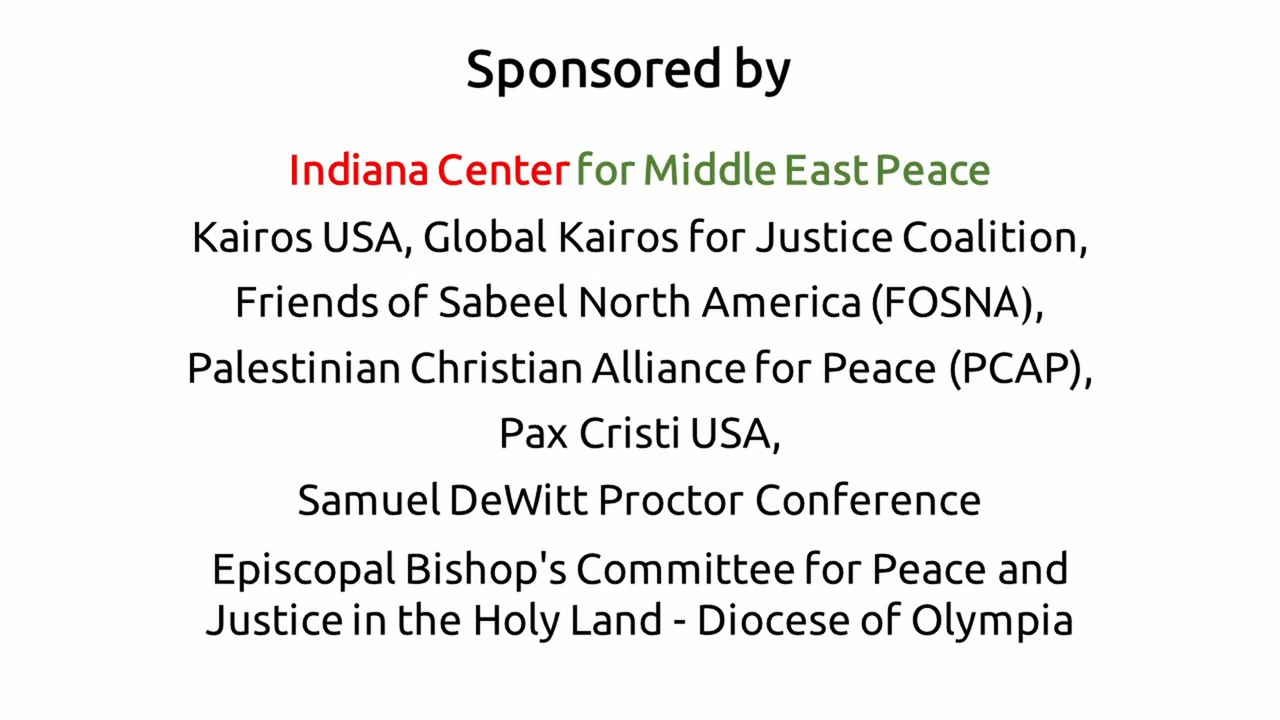 Sponsored by
Indiana Center for Middle East Peace
Kairos USA, Global Kairos for Justice Coalition,
Friends of Sabeel North America (FOSNA),
Palestinian Christian Alliance for Peace (PCAP),
Pax Cristi USA,
Samuel DeWitt Proctor Conference
Episcopal Bishop's Committee for Peace and
Justice in the Holy Land - Diocese of Olympia